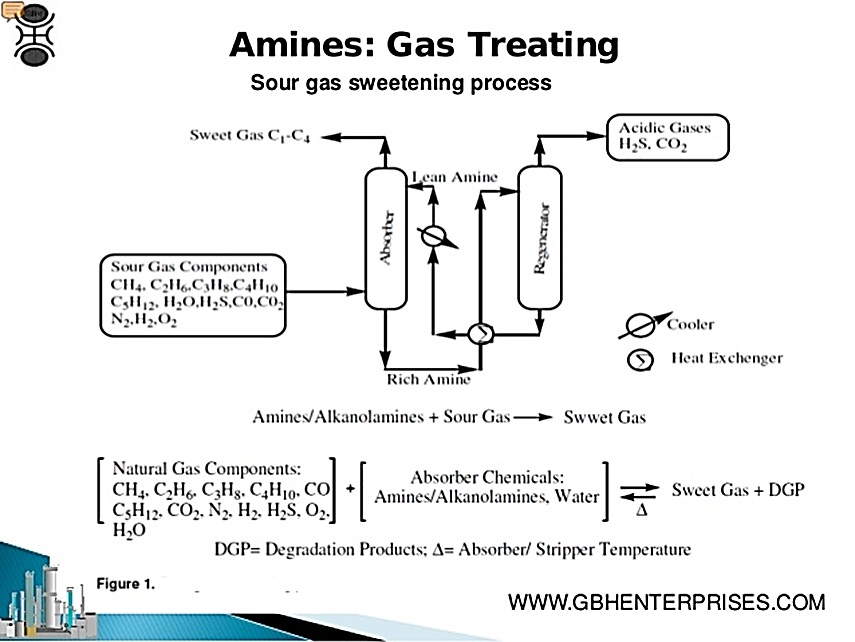 Amines: Gas Treating
Sour gas sweetening process
Sweet Gas C₁-C₄
Acidic Gases
H₂S, CO₂
Lean Amine
Absorber
Regenerator
Sour Gas Components
CH₄, C₂H₆,C₃H₈,C₄H₁₀
C₅H₁₂, H₂O,H₂S,C0,C0₂
N₂,H₂,O₂
Cooler
Heat Exchenger
Rich Amine
Amines/Alkanolamines + Sour Gas → Swwet Gas
Natural Gas Components:
CH₄, C₂H₆, C₃H₈, C₄H₁₀, CO
C₅H₁₂, CO₂, N₂, H₂, H₂S, O₂,
H₂O
+
Absorber Chemicals:
Amines/Alkanolamines, Water
Δ
Sweet Gas + DGP
DGP= Degradation Products; Δ= Absorber/ Stripper Temperature
Figure 1.
WWW.GBHENTERPRISES.COM